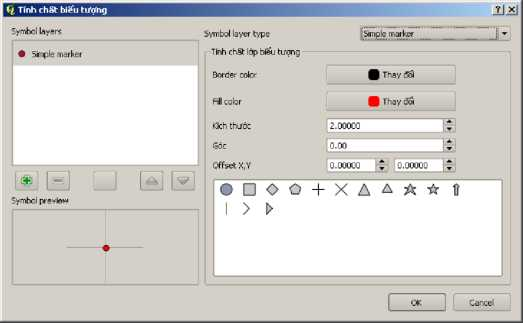 Tính chất biểu tượng
Symbol layers
Simple marker
Symbol preview
Symbol layer type
Simple marker
Tính chất lớp biểu tượng
Border color
Thay đổi
Fill color
Thay đổi
Kích thước
2.00000
Góc
0.00
Offset X,Y
0.00000
0.00000
OK
Cancel